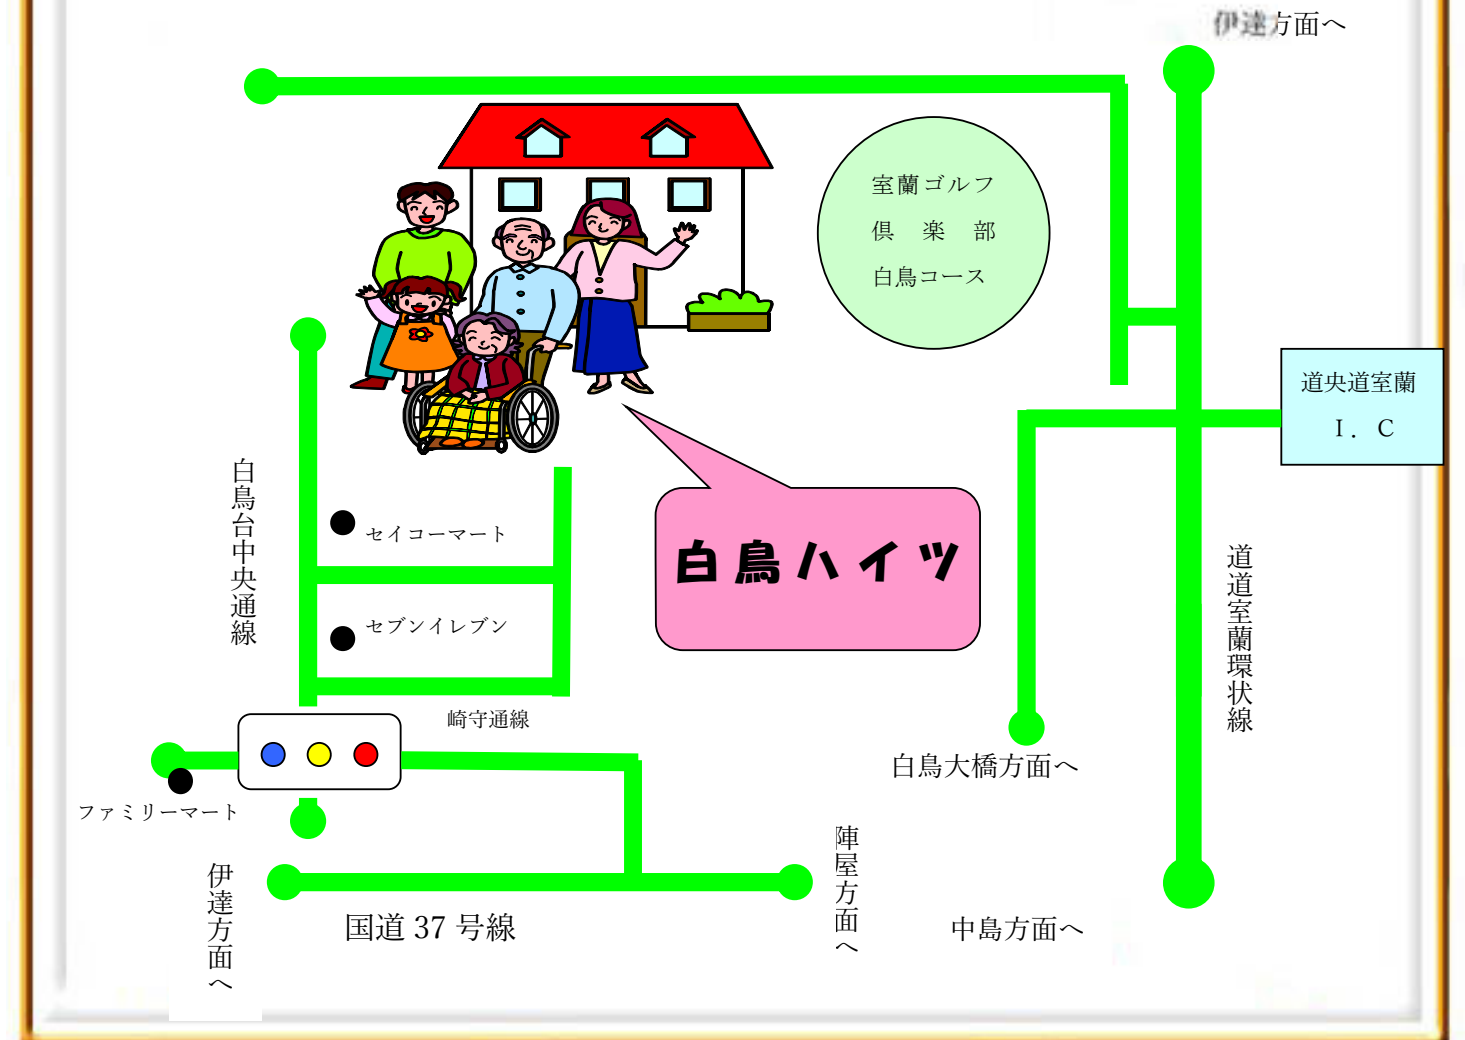 伊達方面へ
室蘭ゴルフ
倶楽部
白鳥コース
道央道室蘭
I．C
白鳥台中央通線
セイコーマート
白鳥ハイツ
道道室蘭環状線
セブンイレブン
崎守通線
白鳥大橋方面へ
ファミリーマート
伊達方面へ
国道 37 号線
陣屋方面へ
中島方面へ